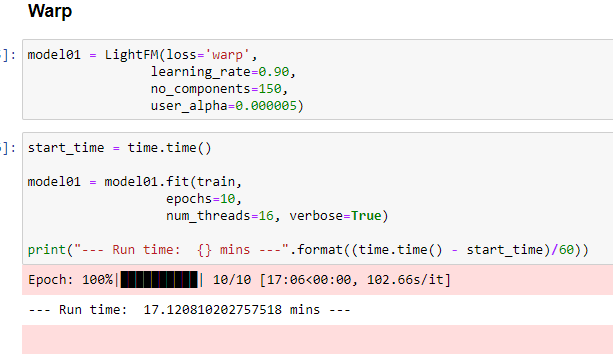 Warp
]:
model01 = LightFM(loss='warp',
learning_rate=0.90,
no_components=150,
user_alpha=0.000005)
]:
start_time = time.time()
model01 = model01.fit(train,
epochs=10,
num_threads=16, verbose=True)
print("--- Run time:  {} mins ---".format((time.time() - start_time)/60))
Epoch: 100%|██████████| 10/10 [17:06<00:00, 102.66s/it]
--- Run time:  17.120810202757518 mins ---